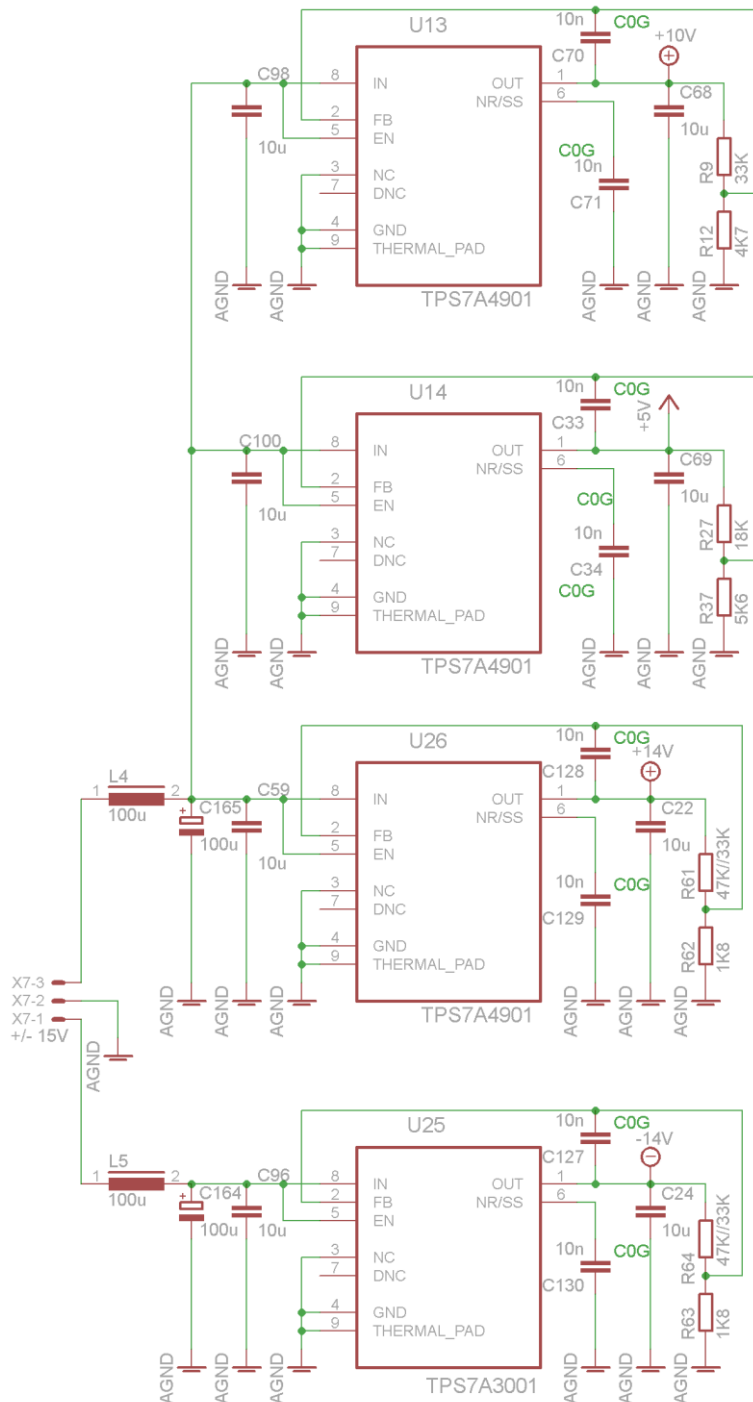 U13
10n
C0G
C70
+10V
C98
10u
8
IN
2
FB
5
EN
3
NC
7
DNC
4
GND
9
THERMAL_PAD
OUT
1
NR/SS
6
C0G
10n
C71
C68
10u
R9
33K
R12
4K7
AGND
AGND
AGND
AGND
AGND
TPS7A4901
U14
10n
C0G
C33
+5V
C100
10u
8
IN
2
FB
5
EN
3
NC
7
DNC
4
GND
9
THERMAL_PAD
OUT
1
NR/SS
6
C0G
10n
C34
C0G
C69
10u
R27
18K
R37
5K6
AGND
AGND
AGND
AGND
AGND
TPS7A4901
U26
10n
C0G
C128
+14V
L4
1
2
100u
C165
100u
C59
10u
8
IN
2
FB
5
EN
3
NC
7
DNC
4
GND
9
THERMAL_PAD
OUT
1
NR/SS
6
10n
C0G
C129
C22
10u
R61
47K//33K
R62
1K8
X7-3
X7-2
X7-1
+/- 15V
AGND
AGND
AGND
AGND
AGND
AGND
AGND
TPS7A4901
U25
10n
C0G
C127
-14V
L5
1
2
100u
C164
100u
C96
10u
8
IN
2
FB
5
EN
3
NC
7
DNC
4
GND
9
THERMAL_PAD
OUT
1
NR/SS
6
10n
C0G
C130
C24
10u
R64
47K//33K
R63
1K8
AGND
AGND
AGND
AGND
AGND
AGND
TPS7A3001